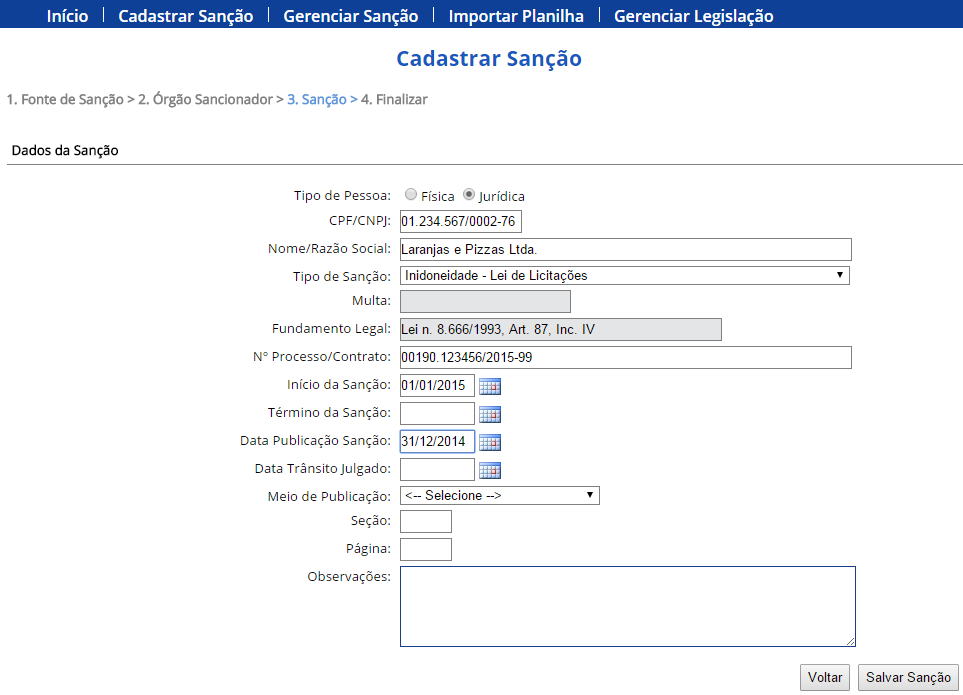 Início Cadastrar Sanção Gerenciar Sanção Importar Planilha Gerenciar Legislação
Cadastrar Sanção
1. Fonte de Sanção > 2. Órgão Sancionador > 3. Sanção > 4. Finalizar
Dados da Sanção
Tipo de Pessoa: Física Jurídica
CPF/CNPJ: 01.234.567/0002-76
Nome/Razão Social: Laranjas e Pizzas Ltda.
Tipo de Sanção: Inidoneidade - Lei de Licitações
Multa:
Fundamento Legal: Lei n. 8.666/1993, Art. 87, Inc. IV
Nº Processo/Contrato: 00190.123456/2015-99
Início da Sanção: 01/01/2015
Término da Sanção:
Data Publicação Sanção: 31/12/2014
Data Trânsito Julgado:
Meio de Publicação: <-- Selecione -->
Seção:
Página:
Observações:
Voltar Salvar Sanção